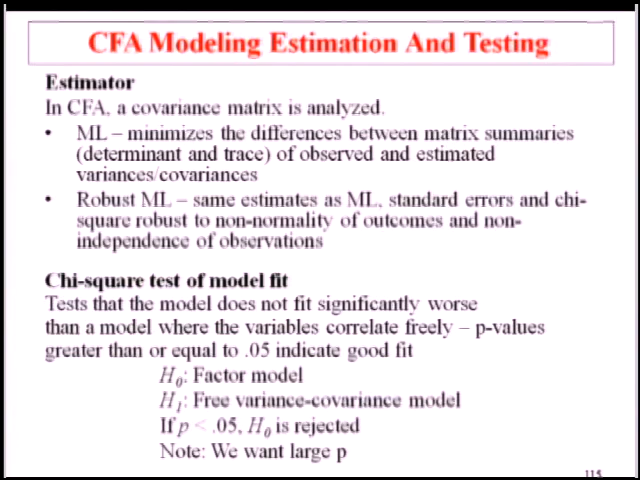 CFA Modeling Estimation And Testing
Estimator
In CFA, a covariance matrix is analyzed.
• ML – minimizes the differences between matrix summaries
(determinant and trace) of observed and estimated
variances/covariances
• Robust ML – same estimates as ML, standard errors and chi-
square robust to non-normality of outcomes and non-
independence of observations
Chi-square test of model fit
Tests that the model does not fit significantly worse
than a model where the variables correlate freely – p-values
greater than or equal to .05 indicate good fit
H0: Factor model
H1: Free variance-covariance model
If p < .05, H0 is rejected
Note: We want large p
115